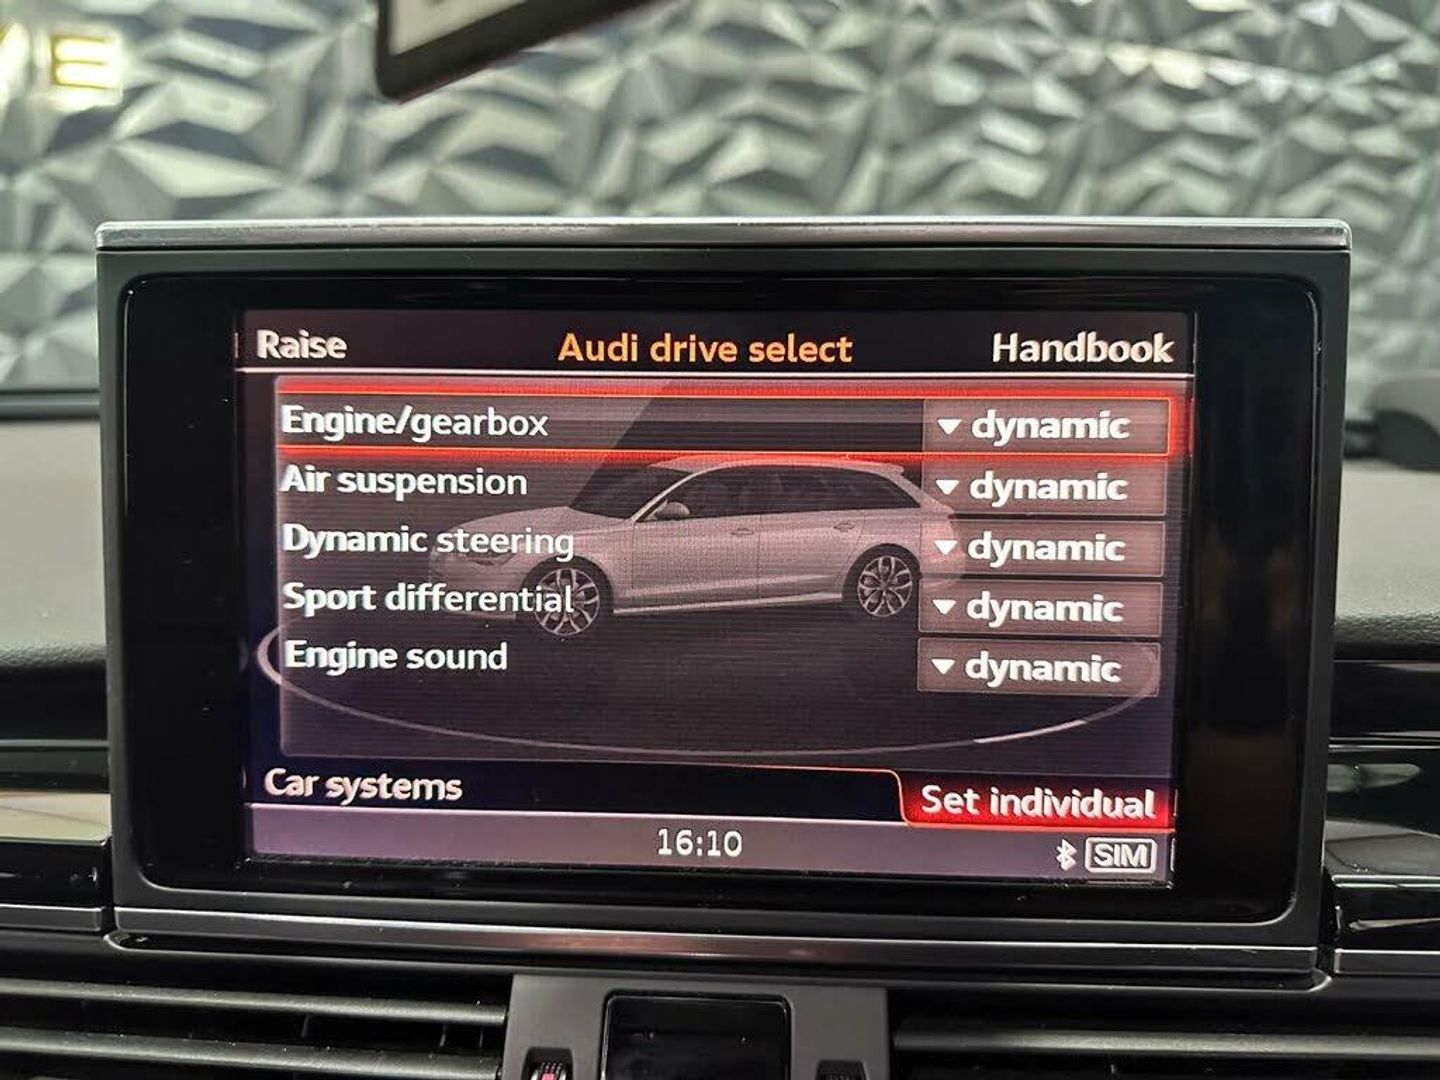 Raise Audi drive select Handbook
Engine/gearbox dynamic
Air suspension dynamic
Dynamic steering dynamic
Sport differential dynamic
Engine sound dynamic
Car systems Set individual
16:10 SIM